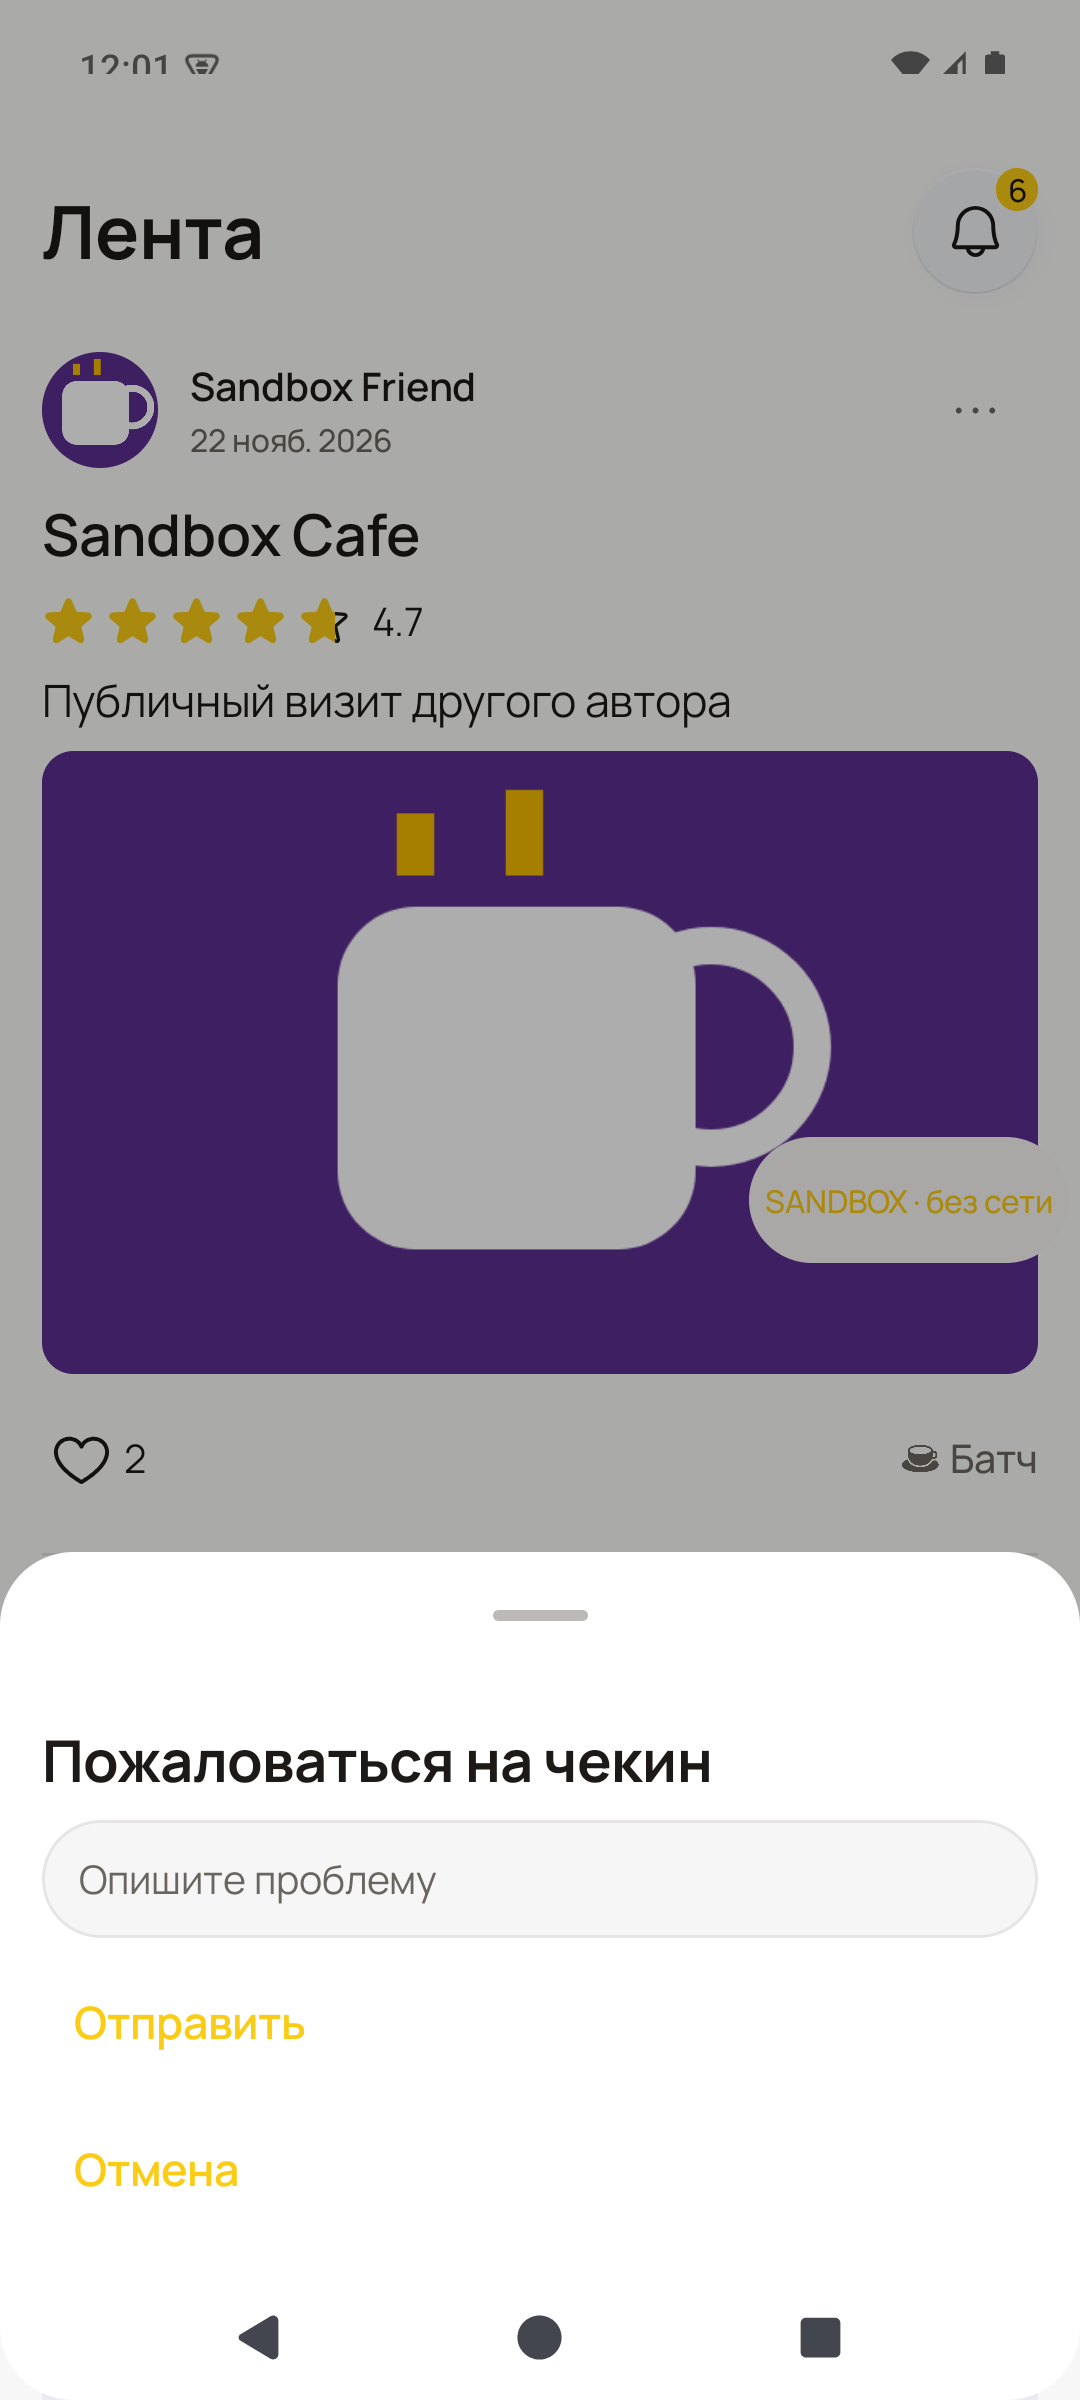 12:01
Лента
6
Sandbox Friend
22 нояб. 2026
Sandbox Cafe
4.7
Публичный визит другого автора
SANDBOX · без сети
2
Батч
Пожаловаться на чекин
Опишите проблему
Отправить
Отмена